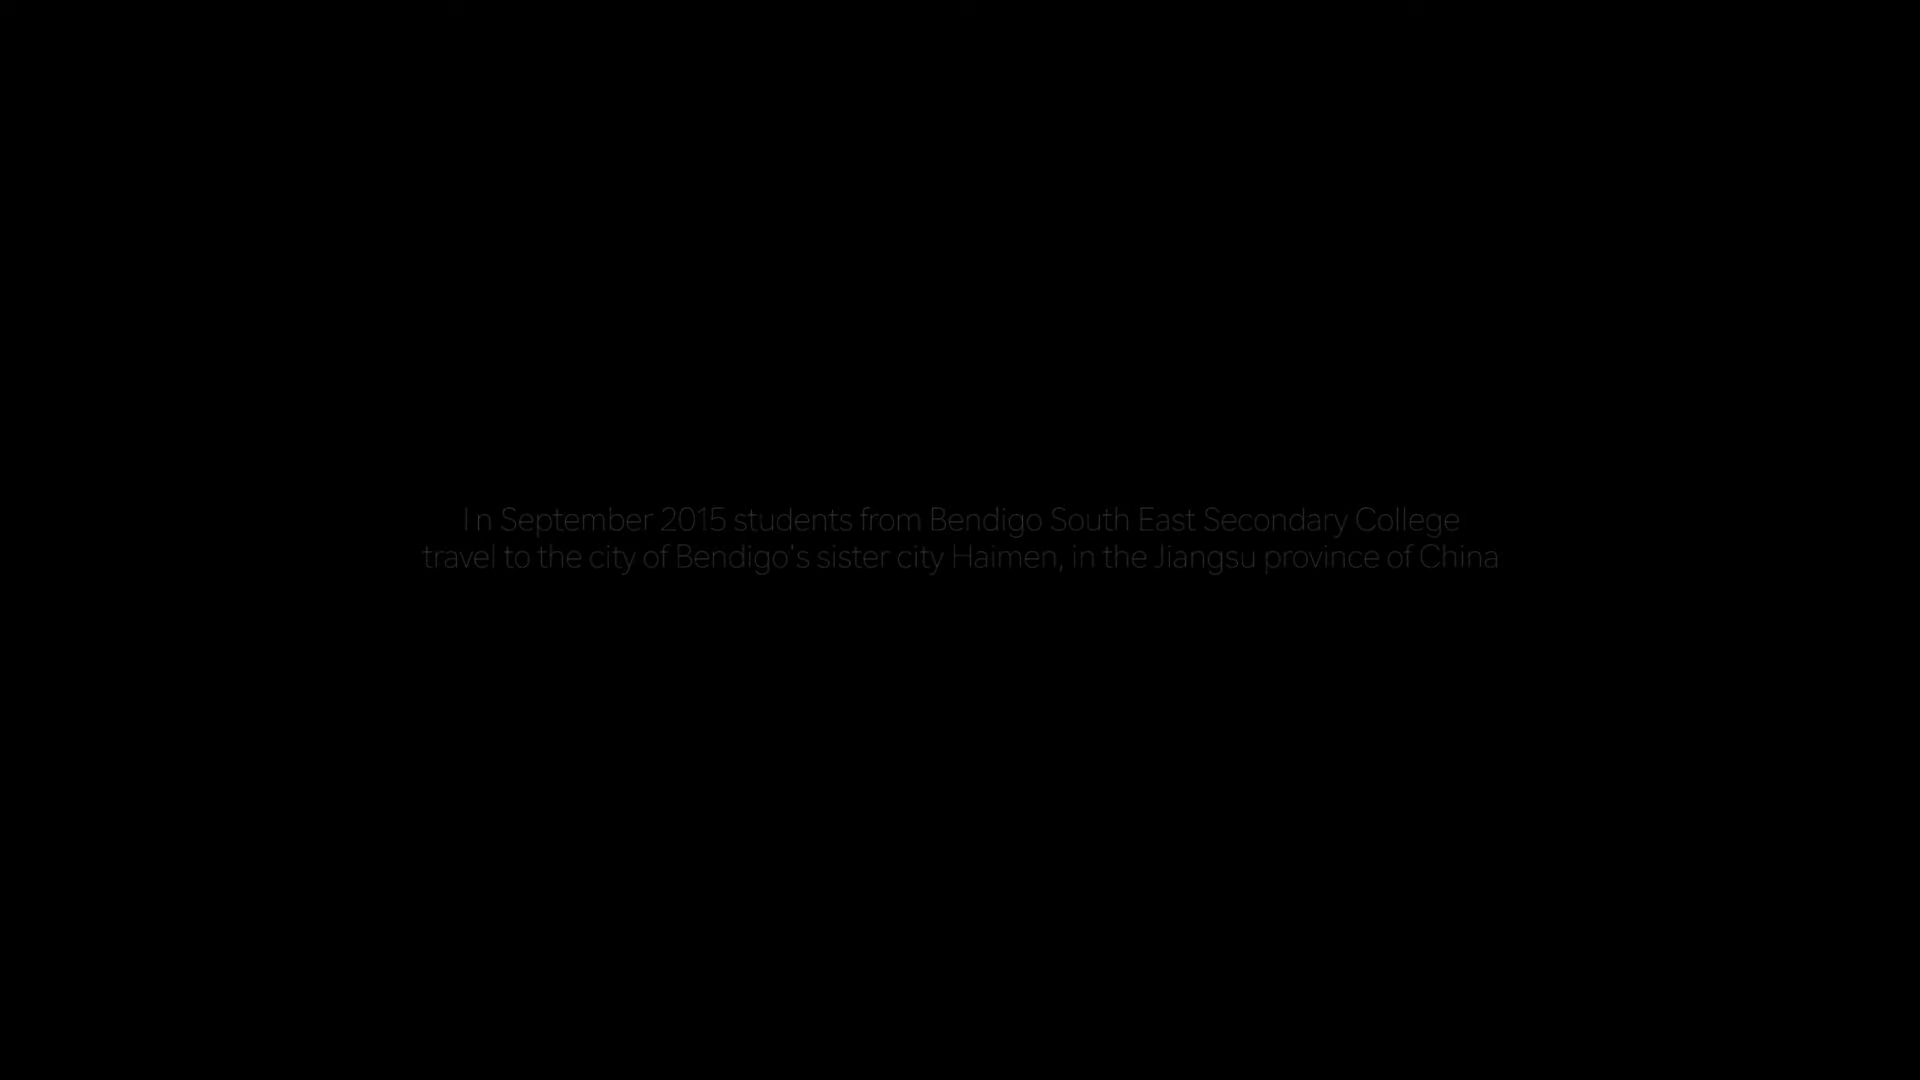 In September 2015 students from Bendigo South East Secondary College
travel to the city of Bendigo's sister city Haimen, in the Jiangsu province of China